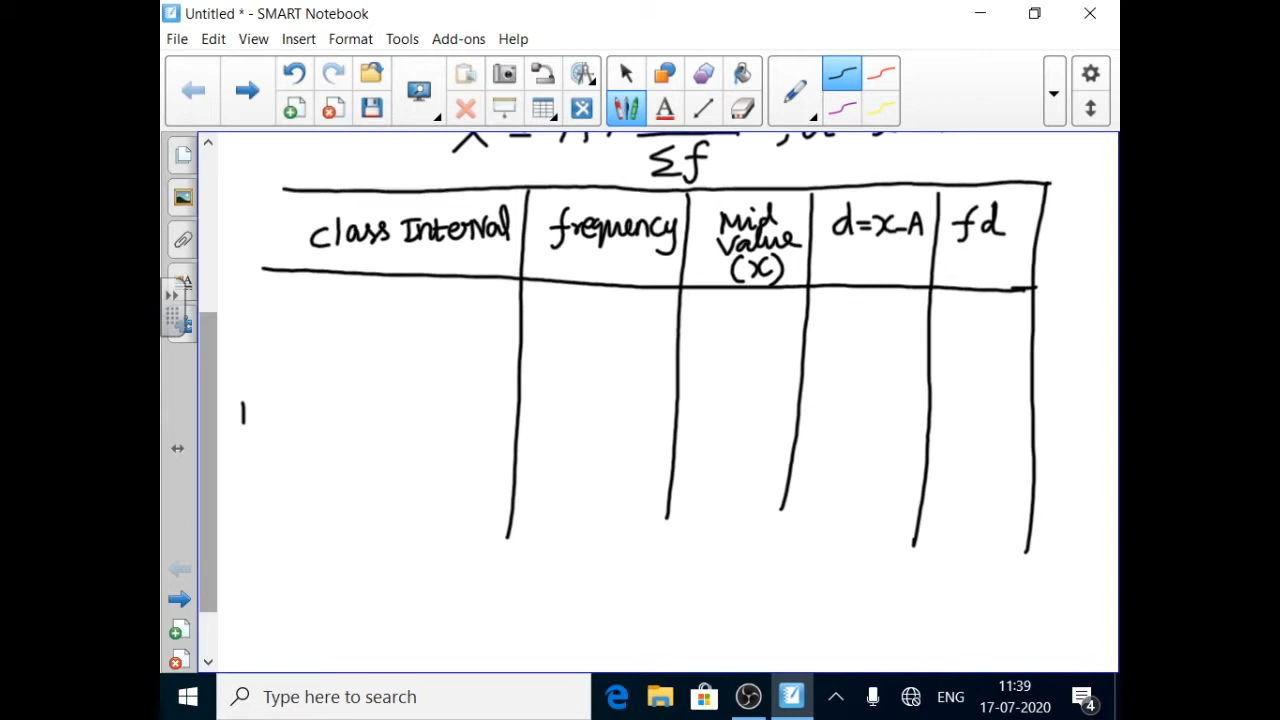 Untitled * - SMART Notebook
File Edit View Insert Format Tools Add-ons Help
Σf
class Interval frequency Mid value (x) d=x-A fd
Type here to search
ENG
11:39
17-07-2020
4